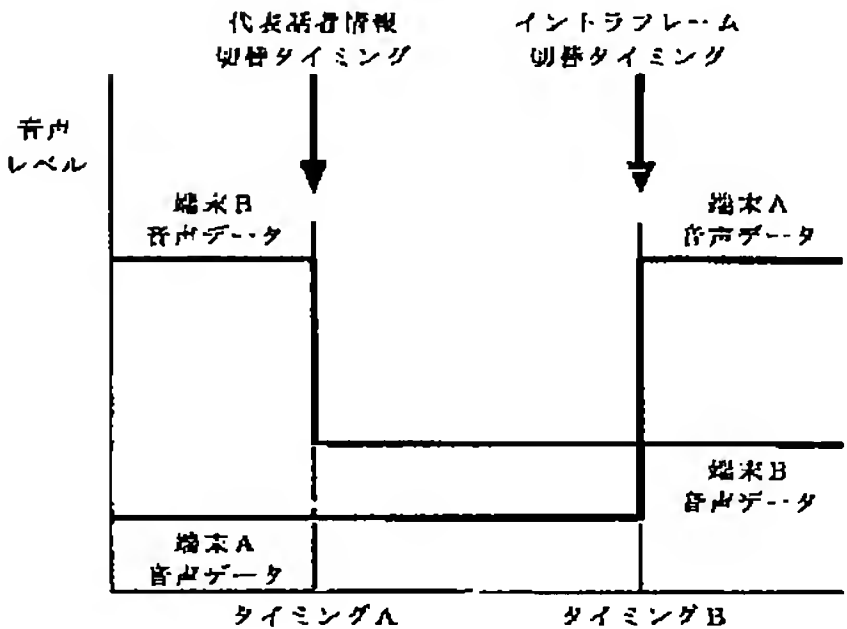 代表話者情報
切替タイミング
イントラフレーム
切替タイミング
音声
レベル
端末B
音声データ
端末A
音声データ
端末B
音声データ
端末A
音声データ
タイミングA
タイミングB